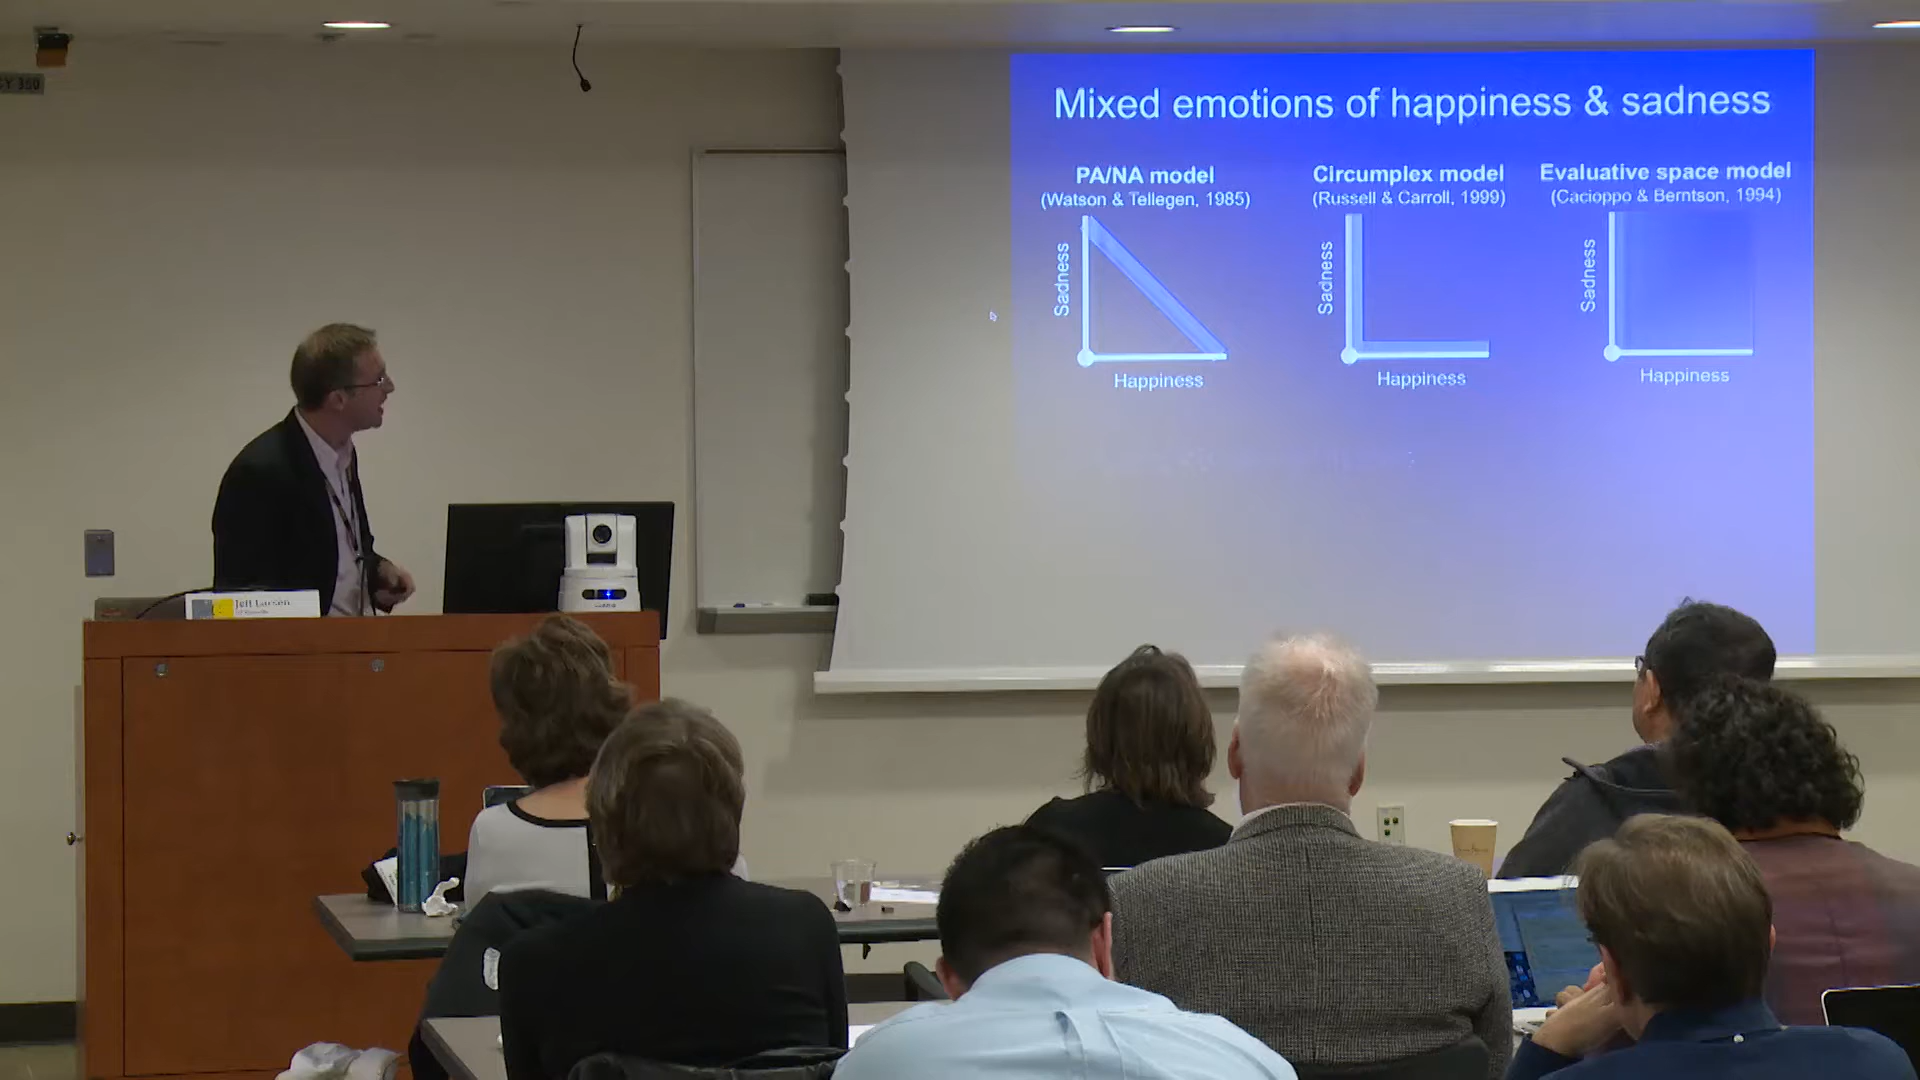 Mixed emotions of happiness & sadness
PA/NA model
(Watson & Tellegen, 1985)
Sadness
Happiness
Circumplex model
(Russell & Carroll, 1999)
Sadness
Happiness
Evaluative space model
(Cacioppo & Berntson, 1994)
Sadness
Happiness
Jeff Larsen